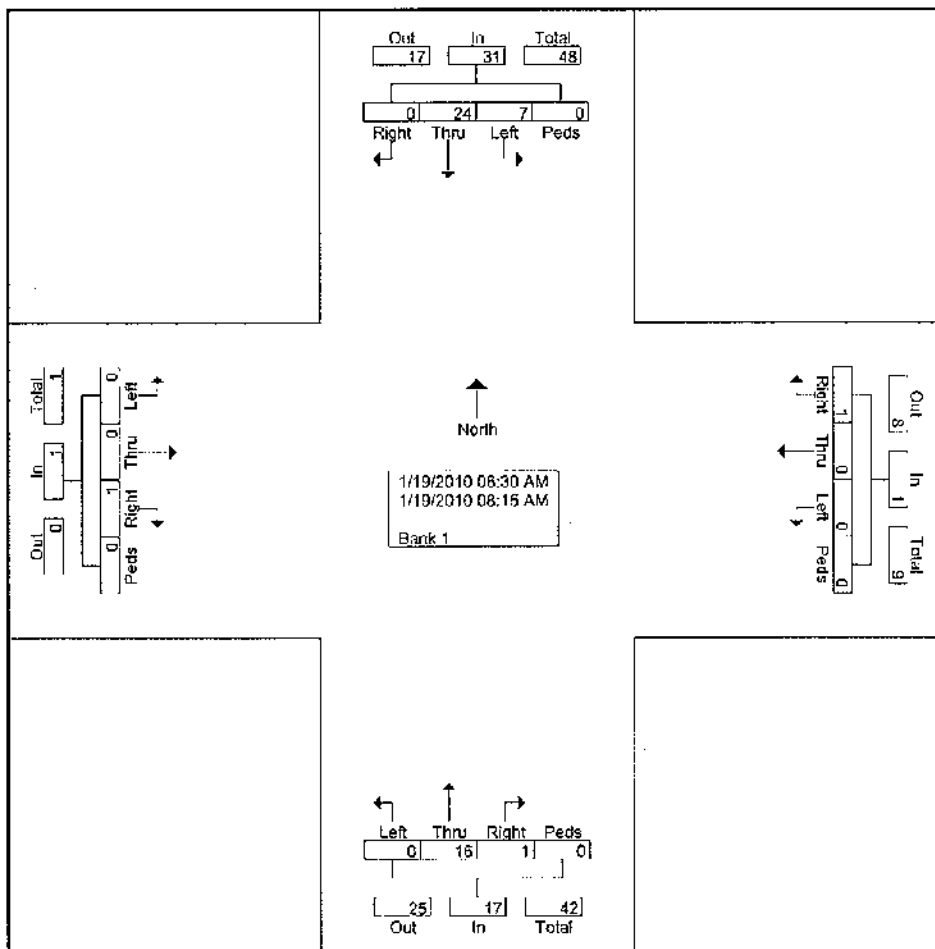 Out In Total
17 31 48
0 24 7 0
Right Thru Left Peds
Total 1
In 1
Out 0
Left 0
Thru 0
Right 1
Peds 0
North
1/19/2010 06:30 AM
1/19/2010 08:15 AM
Bank 1
Right 1
Thru 0
Left 0
Peds 0
Out 8
In 1
Total 9
Left Thru Right Peds
0 16 1 0
25 17 42
Out In Total